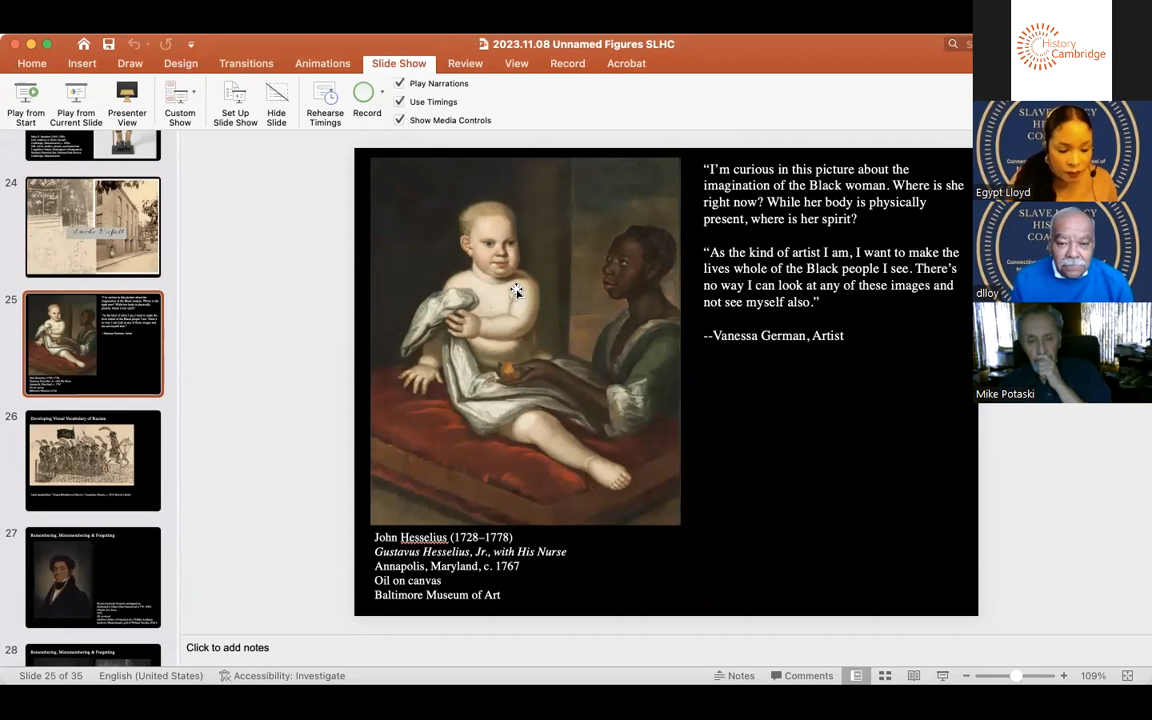 2023.11.08 Unnamed Figures SLHC
Home Insert Draw Design Transitions Animations Slide Show Review View Record Acrobat
Play from Start
Play from Current Slide
Presenter View
Custom Show
Set Up Slide Show
Hide Slide
Rehearse Timings
Record
Play Narrations
Use Timings
Show Media Controls
24
25
26
Developing Visual Vocabulary of Racism
27
Remembering, Misremembering & Forgetting
28
Remembering, Misremembering & Forgetting
“I’m curious in this picture about the
imagination of the Black woman. Where is she
right now? While her body is physically
present, where is her spirit?
“As the kind of artist I am, I want to make the
lives whole of the Black people I see. There’s
no way I can look at any of these images and
not see myself also.”
--Vanessa German, Artist
John Hesselius (1728–1778)
Gustavus Hesselius, Jr., with His Nurse
Annapolis, Maryland, c. 1767
Oil on canvas
Baltimore Museum of Art
Click to add notes
Slide 25 of 35 English (United States) Accessibility: Investigate Notes Comments 109%
History Cambridge
Egypt Lloyd
dlloy
Mike Potaski